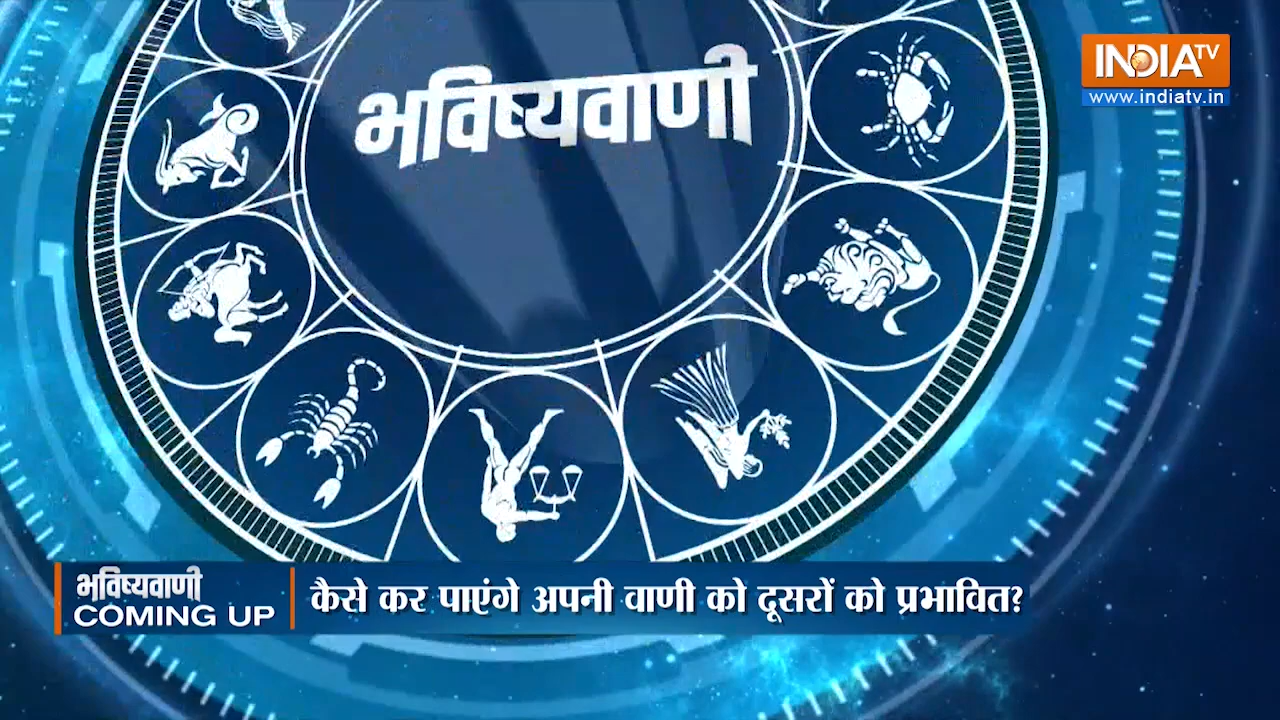 INDIA TV
www.indiatv.in
भविष्यवाणी
भविष्यवाणी
COMING UP
कैसे कर पाएंगे अपनी वाणी को दूसरों को प्रभावित?